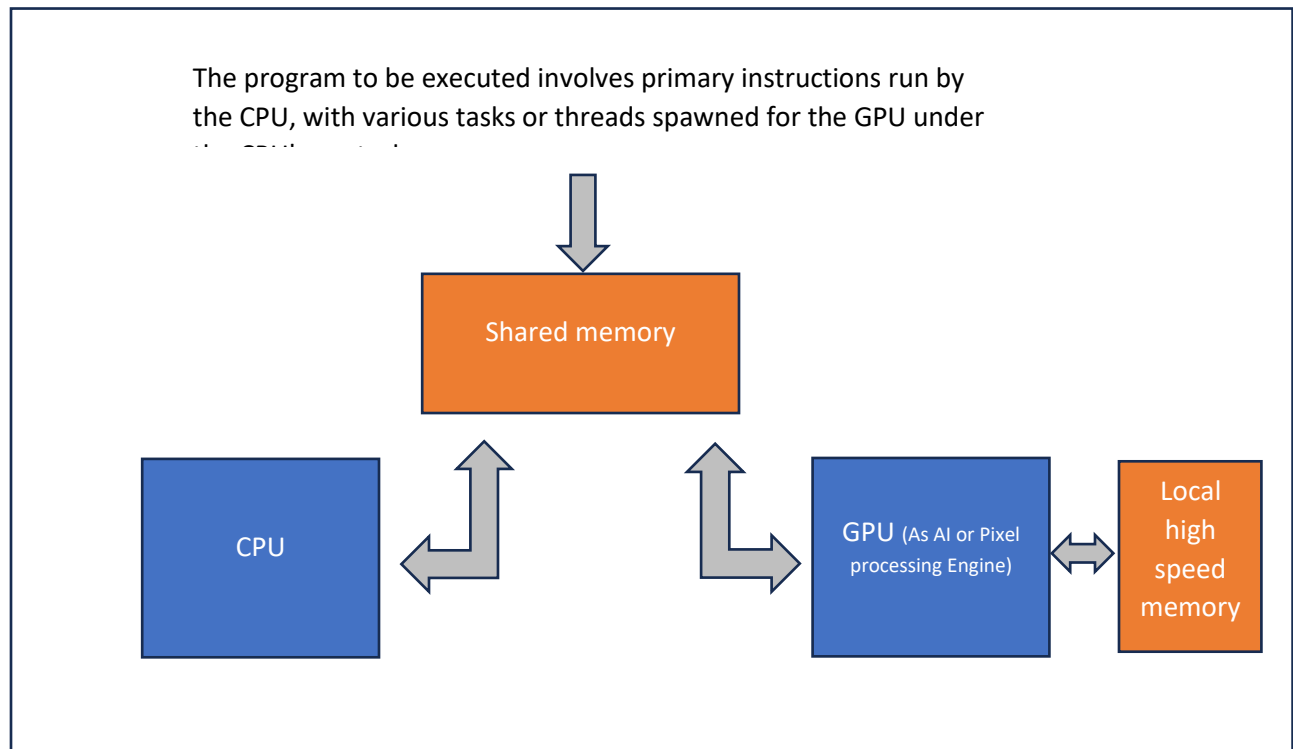 The program to be executed involves primary instructions run by
the CPU, with various tasks or threads spawned for the GPU under
Shared memory
CPU
GPU (As AI or Pixel
processing Engine)
Local
high
speed
memory